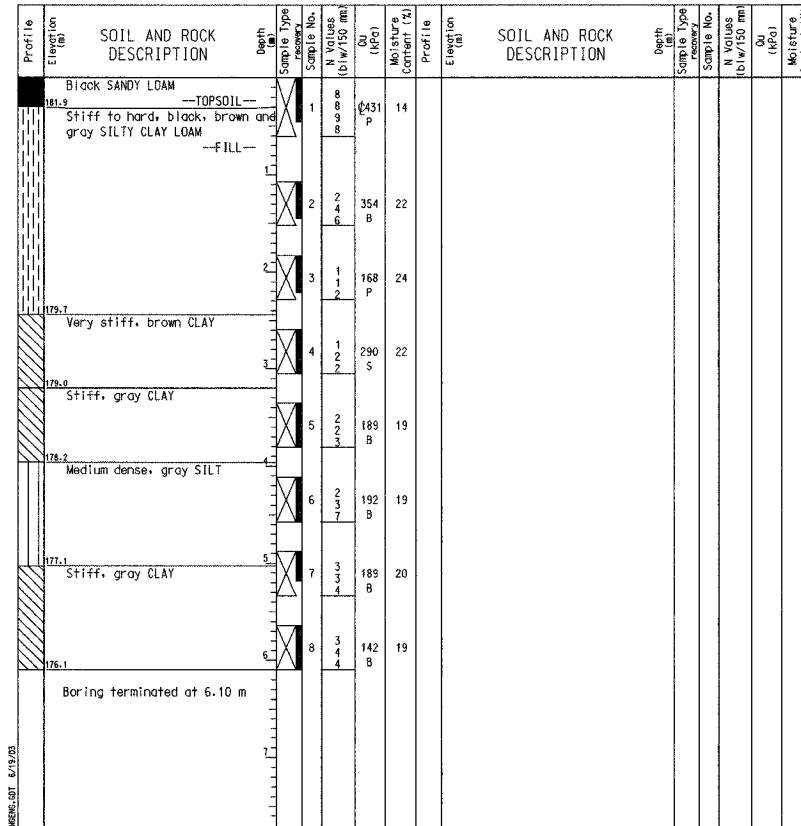 Profile
Elevation (m)
SOIL AND ROCK
DESCRIPTION
Depth (m)
Sample Type
recovery
Sample No.
N Values
(blw/150 mm)
Qu
(kPa)
Moisture
Content (%)
Profile
Elevation (m)
SOIL AND ROCK
DESCRIPTION
Depth (m)
Sample Type
recovery
Sample No.
N Values
(blw/150 mm)
Qu
(kPa)
Moisture
Black SANDY LOAM
181.9 --TOPSOIL--
Stiff to hard, black, brown and
gray SILTY CLAY LOAM
--FILL--
1 8 8 9 8 431 P 14
1
2 2 4 6 354 B 22
2
3 1 1 2 168 P 24
179.7
Very stiff, brown CLAY
3
4 1 2 2 290 S 22
179.0
Stiff, gray CLAY
5 2 2 3 189 B 19
178.2 4
Medium dense, gray SILT
6 2 3 7 192 B 19
177.1 5
Stiff, gray CLAY
7 3 3 4 189 B 20
6
8 3 4 4 142 B 19
176.1
Boring terminated at 6.10 m
7
.GDT 6/19/03